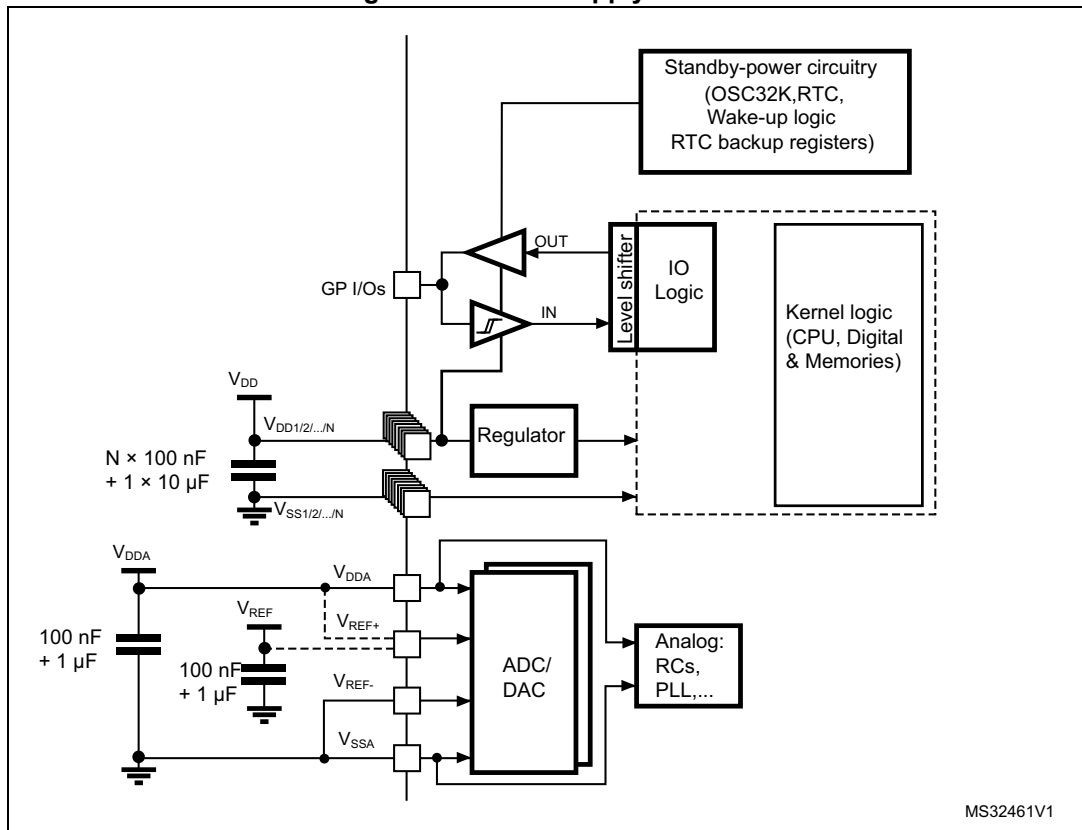 Standby-power circuitry
(OSC32K,RTC,
Wake-up logic
RTC backup registers)
OUT
GP I/Os
IN
Level shifter
IO
Logic
Kernel logic
(CPU, Digital
& Memories)
VDD
VDD1/2/.../N
Regulator
N × 100 nF
+ 1 × 10 µF
VSS1/2/.../N
VDDA
VDDA
VREF
VREF+
100 nF
+ 1 µF
100 nF
+ 1 µF
VREF-
ADC/
DAC
Analog:
RCs,
PLL,...
VSSA
MS32461V1